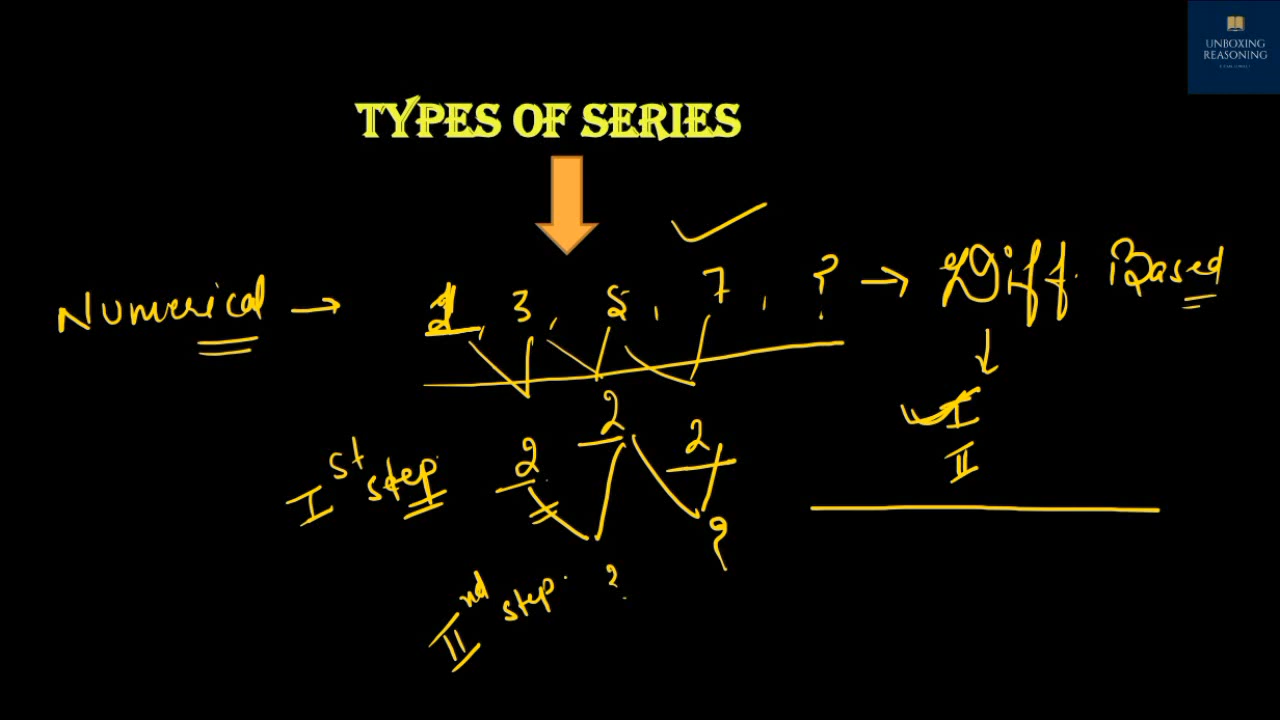 UNBOXING
REASONING
TYPES OF SERIES
Numerical → 1, 3, 5, 7, ? → Diff. Based
I
II
2 2 2
Ist step
?
IInd step ?